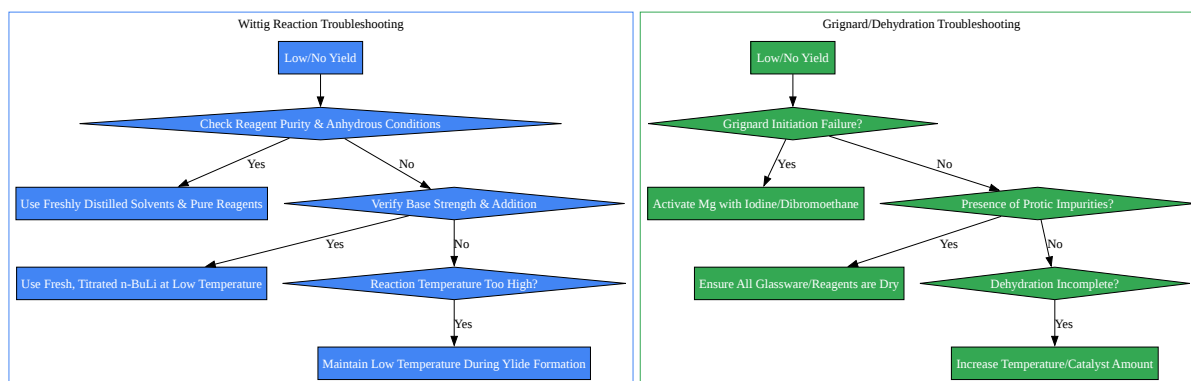 Wittig Reaction Troubleshooting
Low/No Yield
Check Reagent Purity & Anhydrous Conditions
Yes
No
Use Freshly Distilled Solvents & Pure Reagents
Verify Base Strength & Addition
Yes
No
Use Fresh, Titrated n-BuLi at Low Temperature
Reaction Temperature Too High?
Yes
Maintain Low Temperature During Ylide Formation
Grignard/Dehydration Troubleshooting
Low/No Yield
Grignard Initiation Failure?
Yes
No
Activate Mg with Iodine/Dibromoethane
Presence of Protic Impurities?
Yes
No
Ensure All Glassware/Reagents are Dry
Dehydration Incomplete?
Yes
Increase Temperature/Catalyst Amount